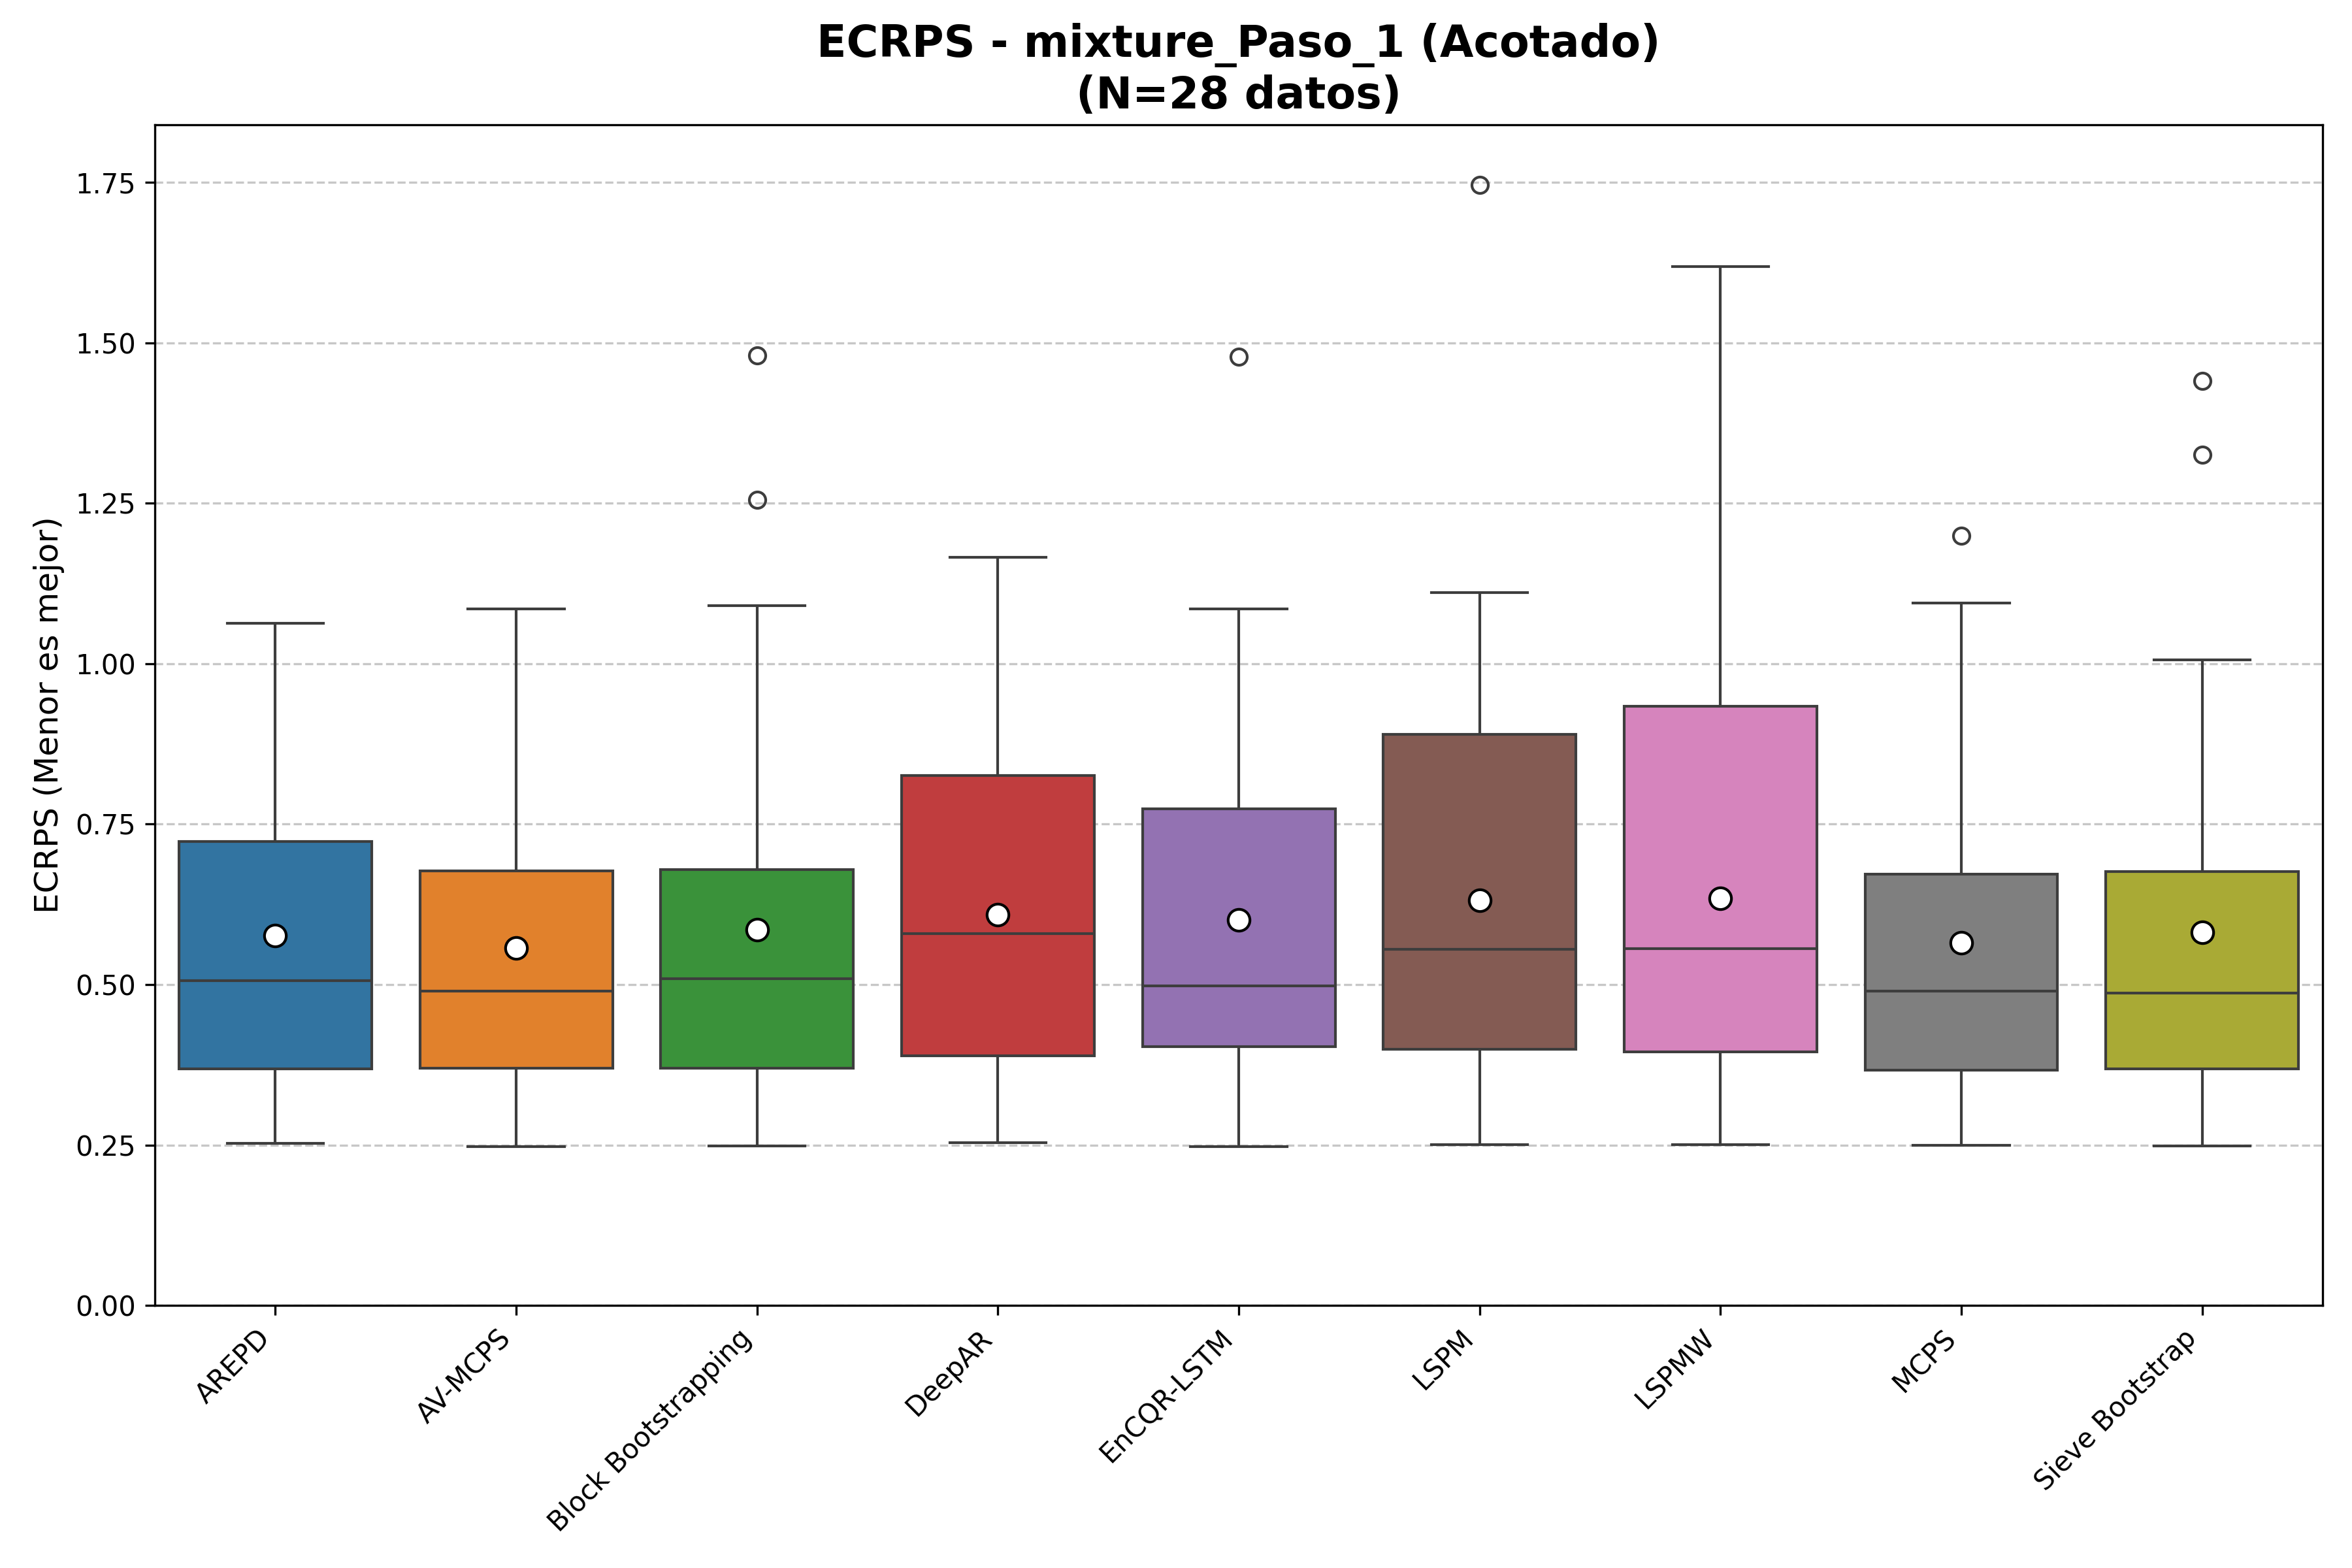 ECRPS - mixture_Paso_1 (Acotado)
(N=28 datos)
ECRPS (Menor es mejor)
1.75
1.50
1.25
1.00
0.75
0.50
0.25
0.00
AREPD
AV-MCPS
Block Bootstrapping
DeepAR
EnCQR-LSTM
LSPM
LSPMW
MCPS
Sieve Bootstrap